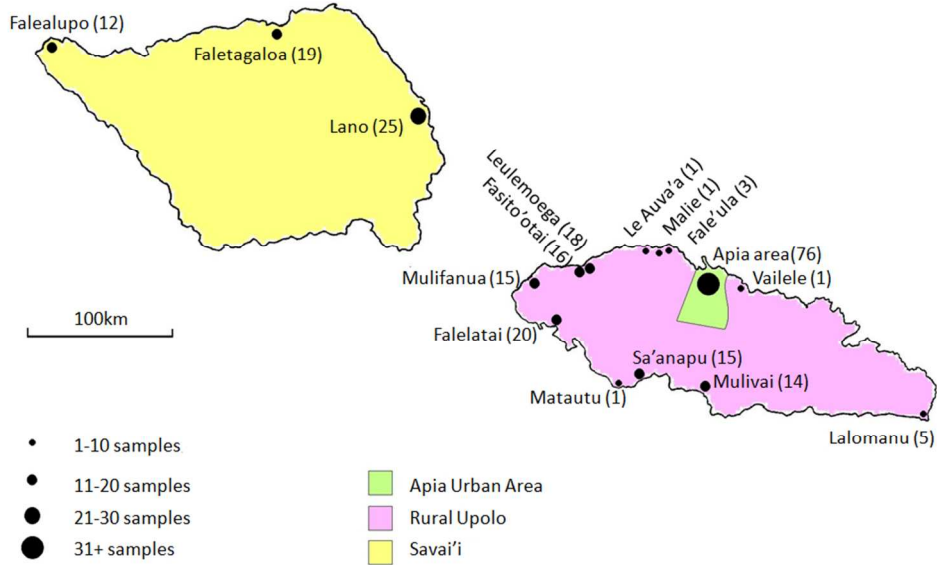 Falealupo (12)
Faletagaloa (19)
Lano (25)
Leulemoega (18)
Fasito'otai (16)
Le Auva'a (1)
Malie (1)
Fale'ula (3)
Apia area(76)
Mulifanua (15)
Vailele (1)
100km
Falelatai (20)
Sa'anapu (15)
Mulivai (14)
Matautu (1)
Lalomanu (5)
1-10 samples
11-20 samples
21-30 samples
31+ samples
Apia Urban Area
Rural Upolo
Savai'i